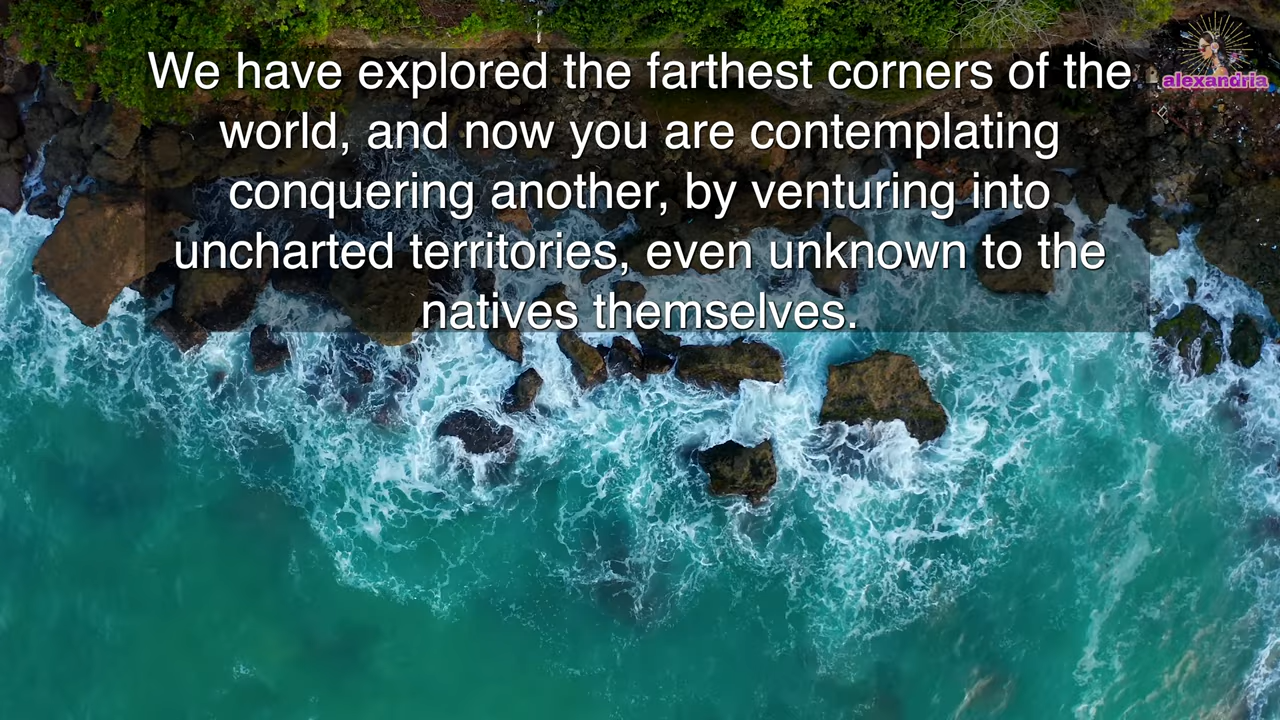 We have explored the farthest corners of the
world, and now you are contemplating
conquering another, by venturing into
uncharted territories, even unknown to the
natives themselves.
alexandria